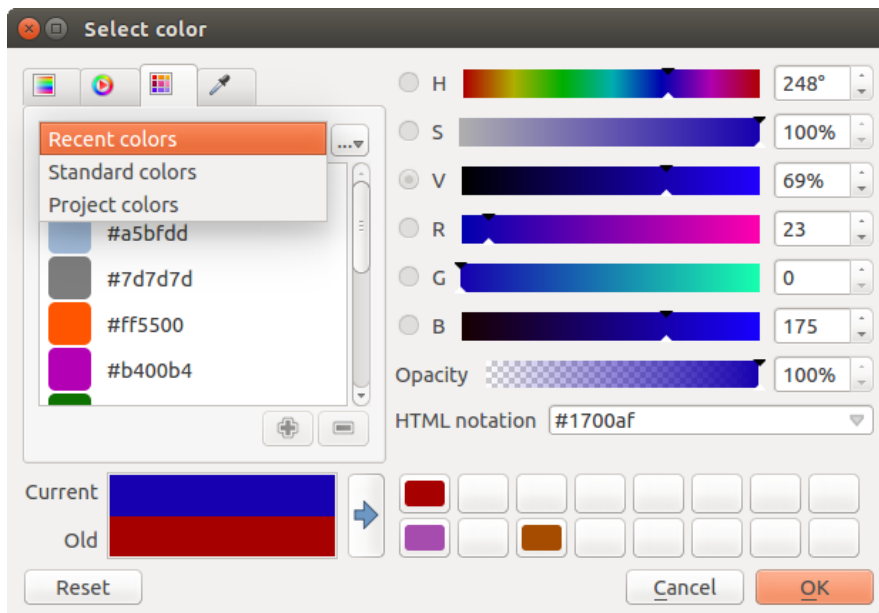 Select color
Recent colors
...
Standard colors
Project colors
#a5bfdd
#7d7d7d
#ff5500
#b400b4
H 248°
S 100%
V 69%
R 23
G 0
B 175
Opacity 100%
HTML notation #1700af
Current
Old
Reset
Cancel
OK